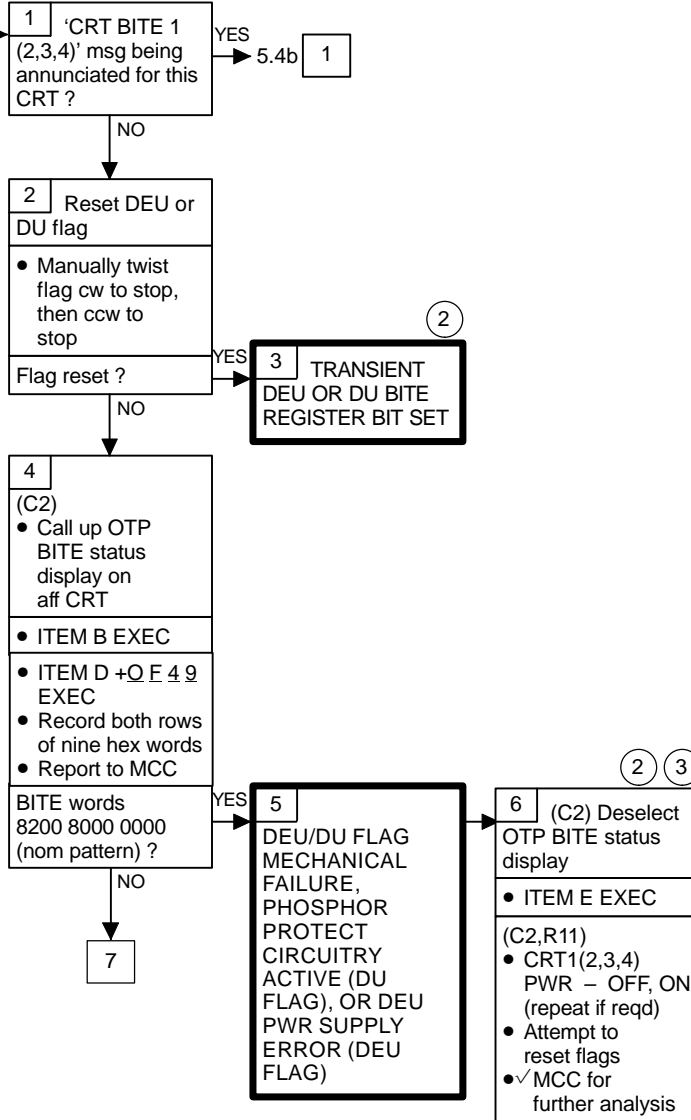 1 ‘CRT BITE 1
(2,3,4)’ msg being
annunciated for this
CRT ?
YES
5.4b 1
NO
2 Reset DEU or
DU flag
• Manually twist
flag cw to stop,
then ccw to
stop
Flag reset ?
YES
2
3 TRANSIENT
DEU OR DU BITE
REGISTER BIT SET
NO
4
(C2)
• Call up OTP
BITE status
display on
aff CRT
• ITEM B EXEC
• ITEM D +O F 4 9
EXEC
• Record both rows
of nine hex words
• Report to MCC
BITE words
8200 8000 0000
(nom pattern) ?
YES
NO
7
5
DEU/DU FLAG
MECHANICAL
FAILURE,
PHOSPHOR
PROTECT
CIRCUITRY
ACTIVE (DU
FLAG), OR DEU
PWR SUPPLY
ERROR (DEU
FLAG)
2 3
6 (C2) Deselect
OTP BITE status
display
• ITEM E EXEC
(C2,R11)
• CRT1(2,3,4)
PWR – OFF, ON
(repeat if reqd)
• Attempt to
reset flags
•√ MCC for
further analysis